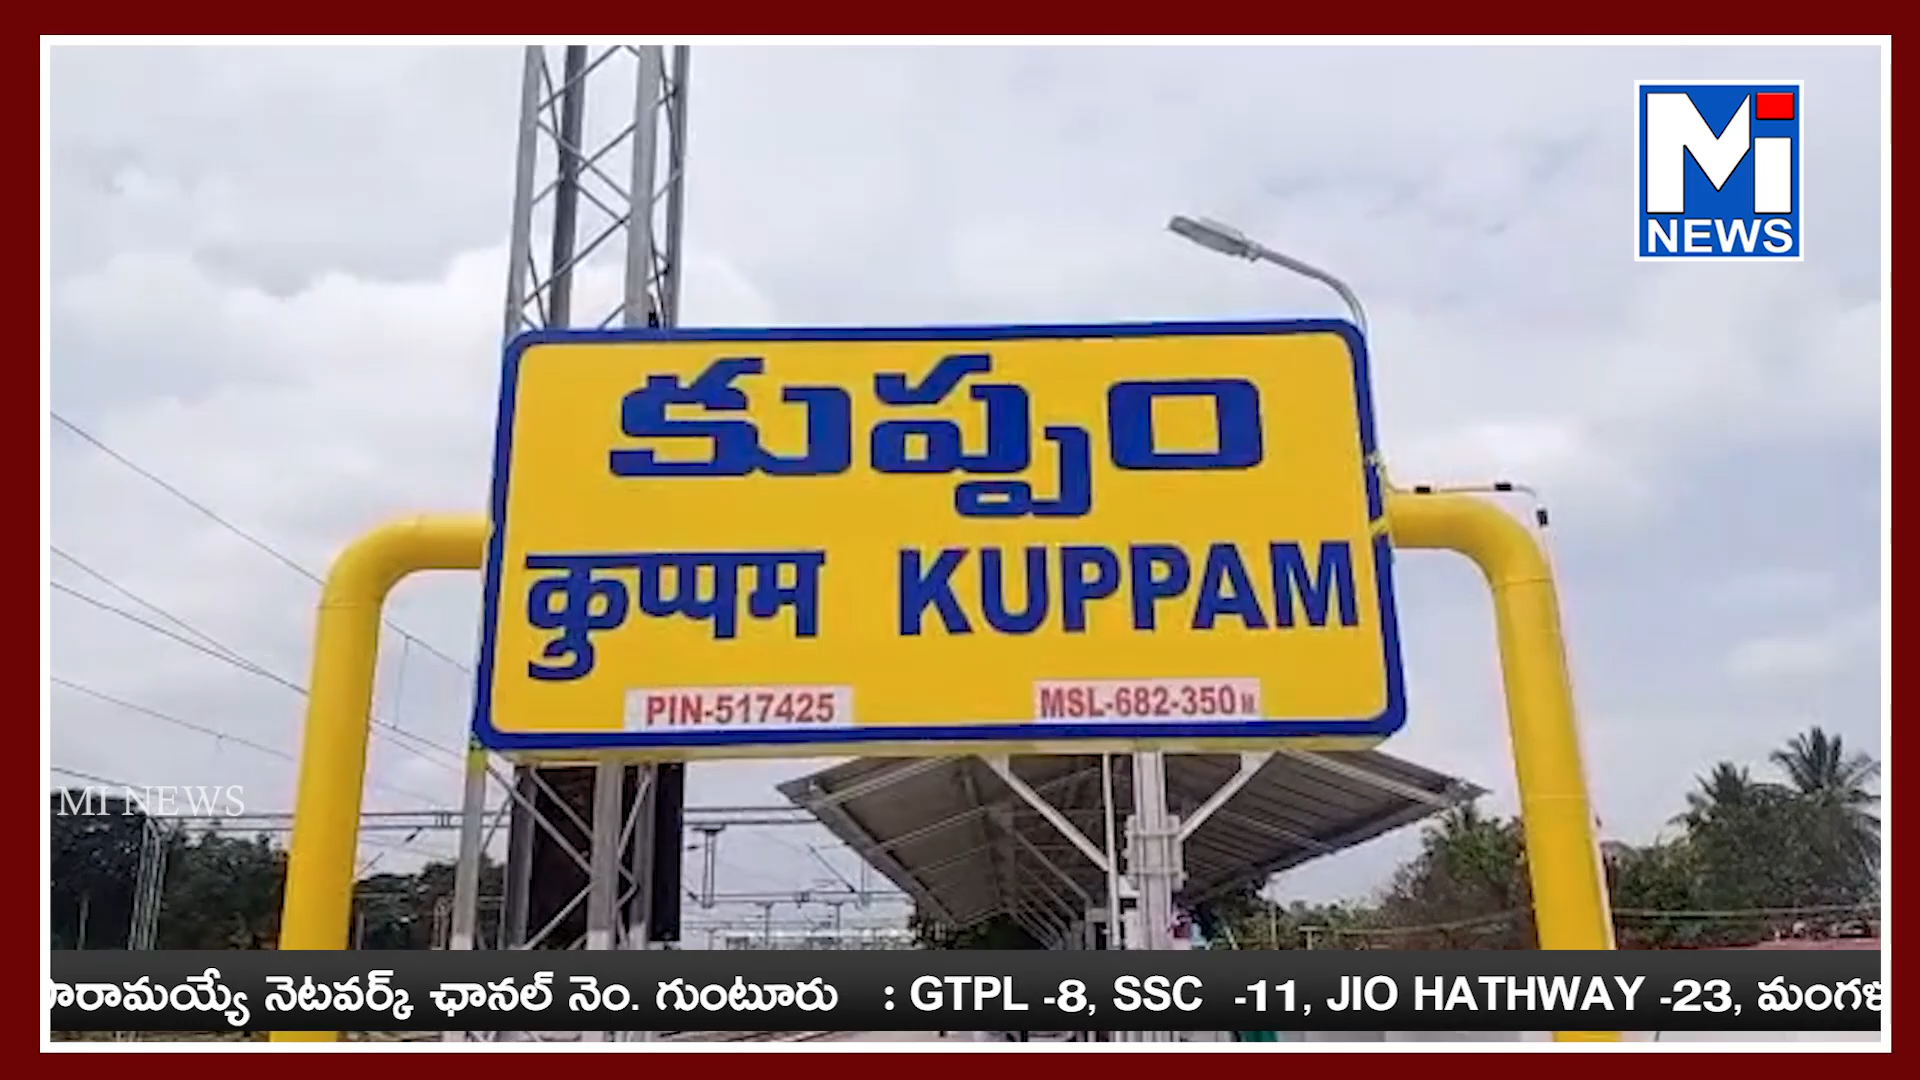 Mi
NEWS
కుప్పం
कुप्पम KUPPAM
PIN-517425 MSL-682-350 M
MI NEWS
నెటవర్క్ ఛానల్ నెం. గుంటూరు : GTPL -8, SSC -11, JIO HATHWAY -23,